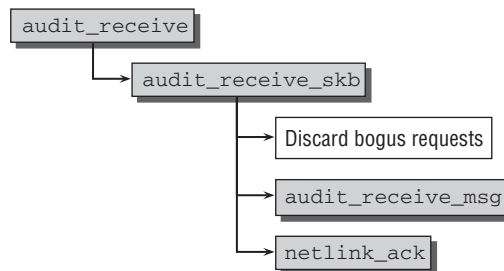 audit_receive
audit_receive_skb
Discard bogus requests
audit_receive_msg
netlink_ack